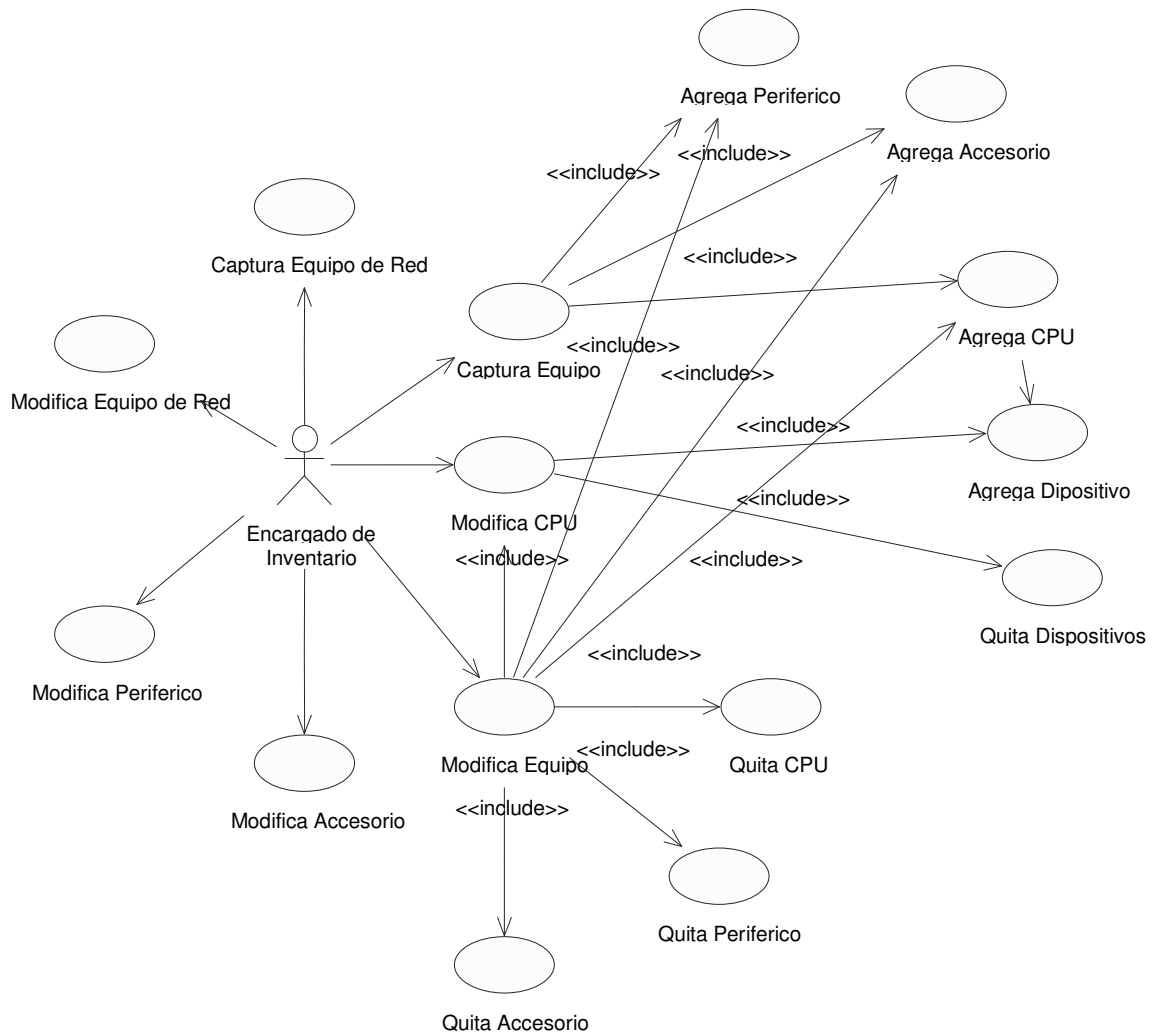 Agrega Periferico
Agrega Accesorio
<<include>>
<<include>>
Captura Equipo de Red
<<include>>
Agrega CPU
<<include>>
Captura Equipo
<<include>>
Modifica Equipo de Red
<<include>>
Agrega Dipositivo
<<include>>
Modifica CPU
Encargado de
Inventario
<<include>>
<<include>>
Quita Dispositivos
<<include>>
Modifica Periferico
<<include>>
Modifica Equipo
Quita CPU
<<include>>
Modifica Accesorio
Quita Periferico
Quita Accesorio